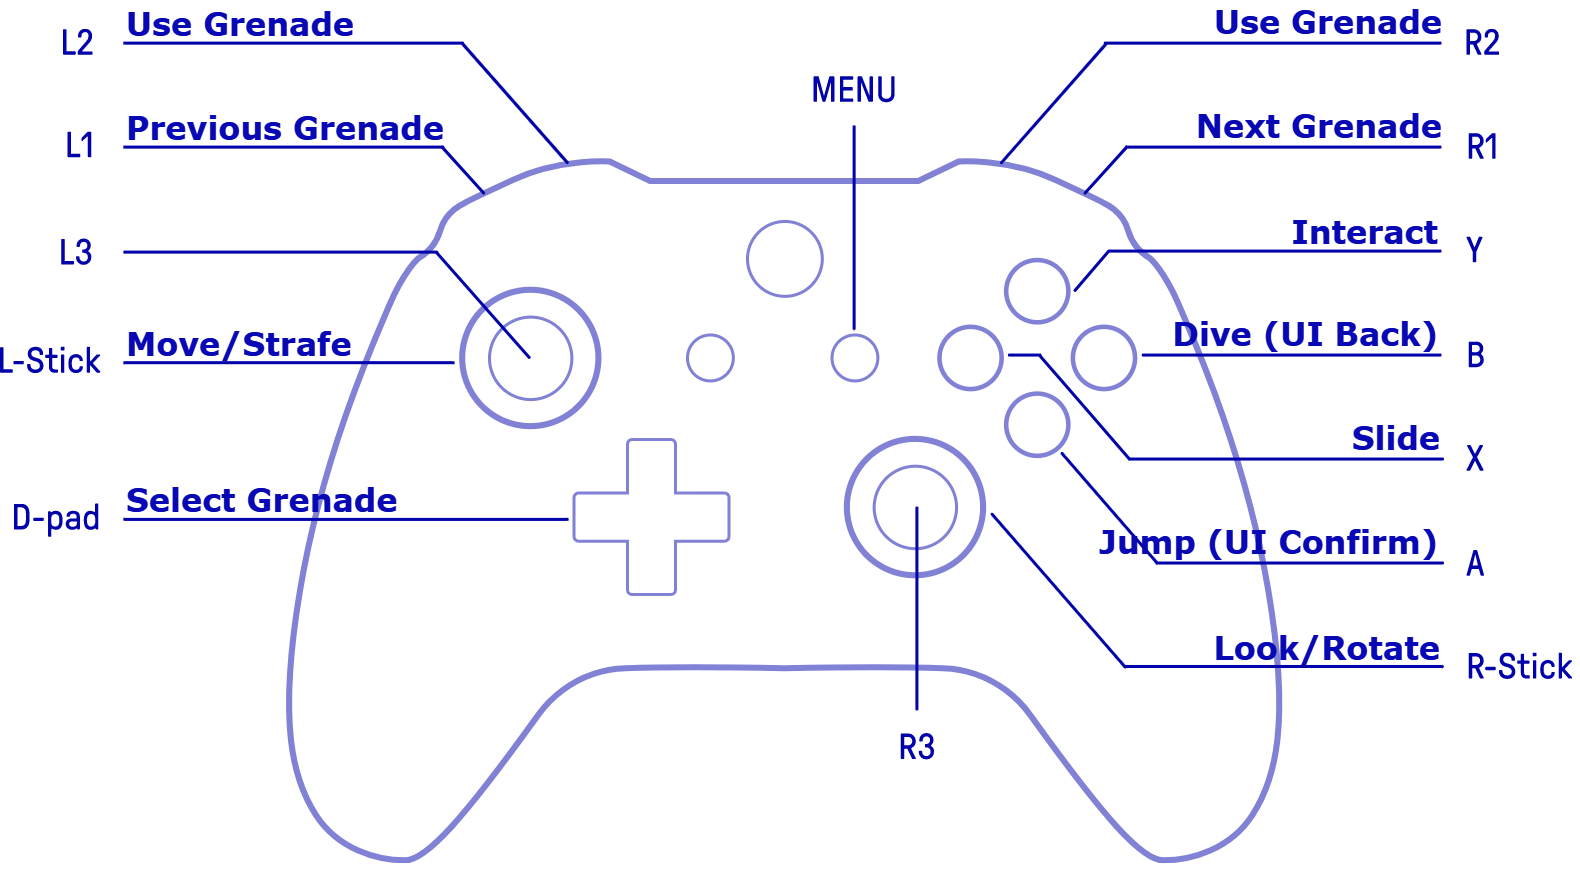 L2 Use Grenade
Use Grenade R2
MENU
L1 Previous Grenade
Next Grenade R1
L3
Interact Y
L-Stick Move/Strafe
Dive (UI Back) B
Slide X
D-pad Select Grenade
Jump (UI Confirm) A
Look/Rotate R-Stick
R3